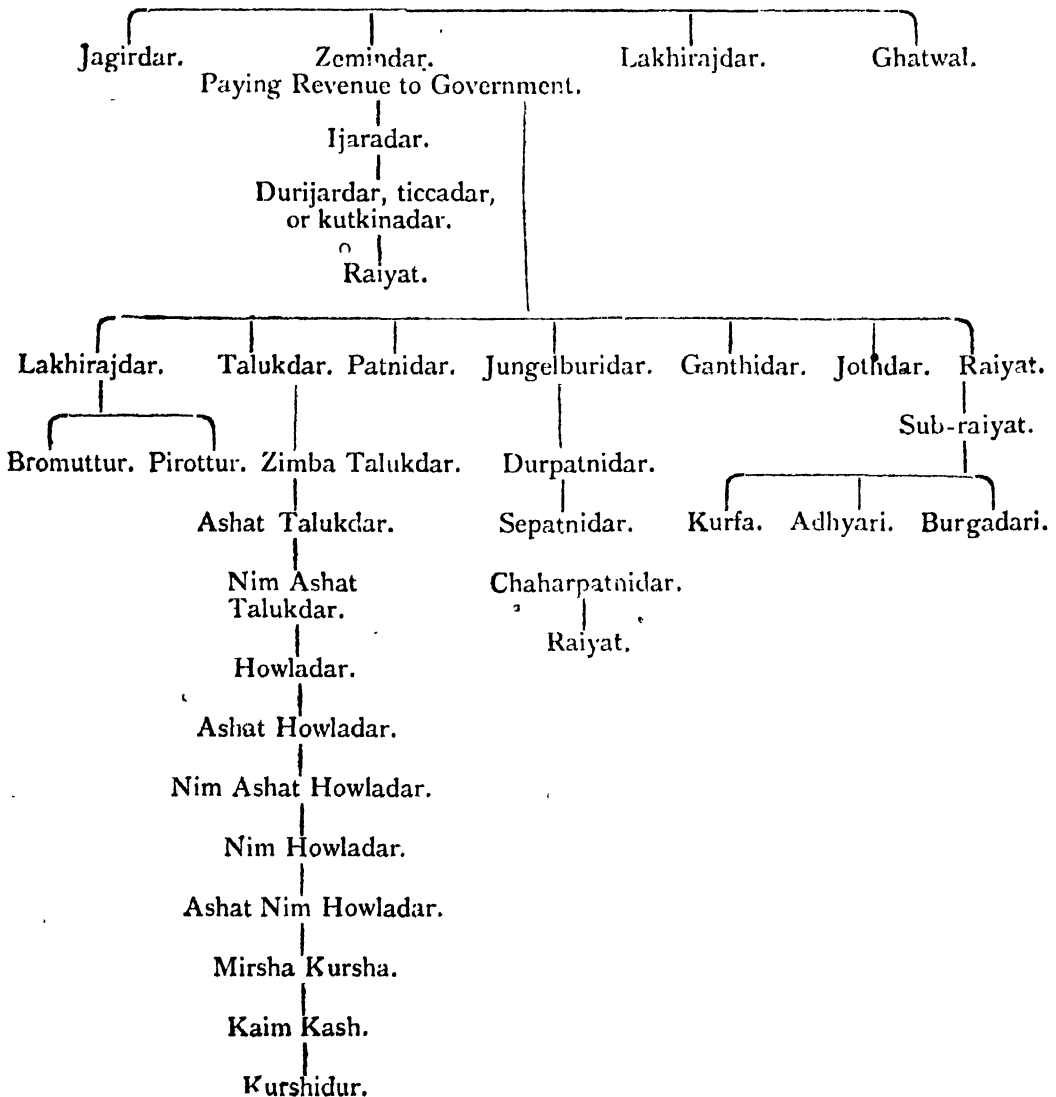 Jagirdar. Zemindar. Lakhirajdar. Ghatwal.
Paying Revenue to Government.
Ijaradar.
Durijardar, ticcadar,
or kutkinadar.
Raiyat.
Lakhirajdar. Talukdar. Patnidar. Jungelburidar. Ganthidar. Jothdar. Raiyat.
Sub-raiyat.
Bromuttur. Pirottur. Zimba Talukdar. Durpatnidar.
Ashat Talukdar. Sepatnidar. Kurfa. Adhyari. Burgadari.
Nim Ashat Chaharpatnidar.
Talukdar.
Raiyat.
Howladar.
Ashat Howladar.
Nim Ashat Howladar.
Nim Howladar.
Ashat Nim Howladar.
Mirsha Kursha.
Kaim Kash.
Kurshidur.